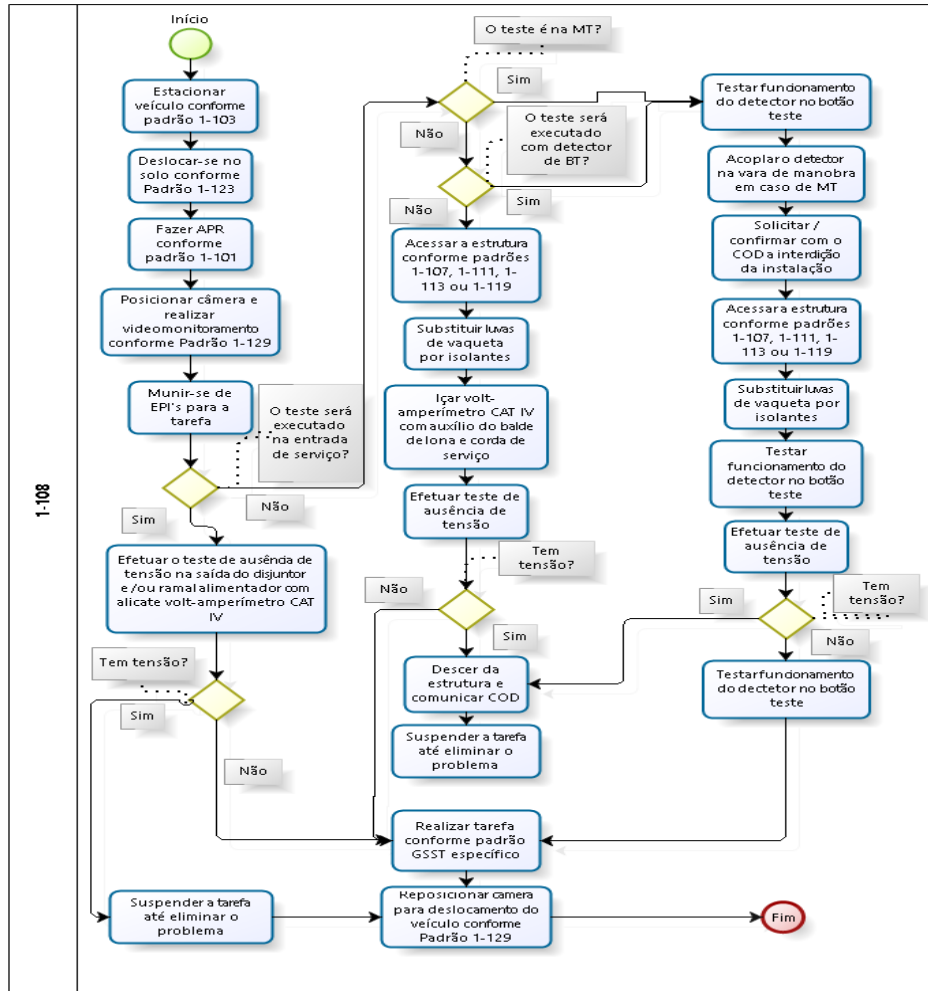 1-108
Início
Estacionar
veículo conforme
padrão 1-103
Deslocar-se no
solo conforme
Padrão 1-123
Fazer APR
conforme
padrão 1-101
Posicionar câmera e
realizar
videomonitoramento
conforme Padrão 1-129
Munir-se de
EPI's para a
tarefa
O teste será
executado
na entrada
de serviço?
Sim
Não
Efetuar o teste de ausência de
tensão na saída do disjuntor
e /ou ramal alimentador com
alicate volt-amperímetro CAT
IV
Tem tensão?
Sim
Não
Suspender a tarefa
até eliminar o
problema
O teste é na MT?
Sim
Não
O teste será
executado
com detector
de BT?
Sim
Não
Acessar a estrutura
conforme padrões
1-107, 1-111, 1-
113 ou 1-119
Substituir luvas
de vaqueta por
isolantes
Içar volt-
amperímetro CAT IV
com auxílio do balde
de lona e corda de
serviço
Efetuar teste de
ausência de
tensão
Tem
tensão?
Não
Sim
Descer da
estrutura e
comunicar COD
Suspender a tarefa
até eliminar o
problema
Realizar tarefa
conforme padrão
GSST específico
Reposicionar camera
para deslocamento do
veículo conforme
Padrão 1-129
Testar funcionamento
do detector no botão
teste
Acoplar o detector
na vara de manobra
em caso de MT
Solicitar /
confirmar com o
COD a interdição
da instalação
Acessar a estrutura
conforme padrões
1-107, 1-111, 1-
113 ou 1-119
Substituir luvas
de vaqueta por
isolantes
Testar
funcionamento do
detector no botão
teste
Efetuar teste de
ausência de
tensão
Tem
tensão?
Sim
Não
Testar funcionamento
do dectetor no botão
teste
Fim